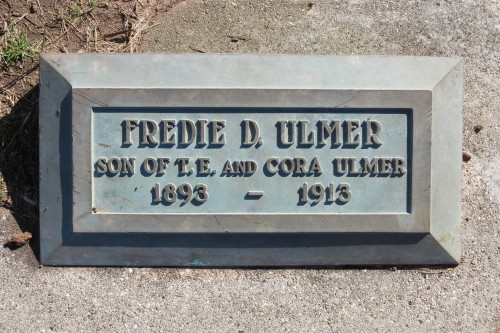 FREDIE D. ULMER
SON OF T. E. AND CORA ULMER
1893 – 1913